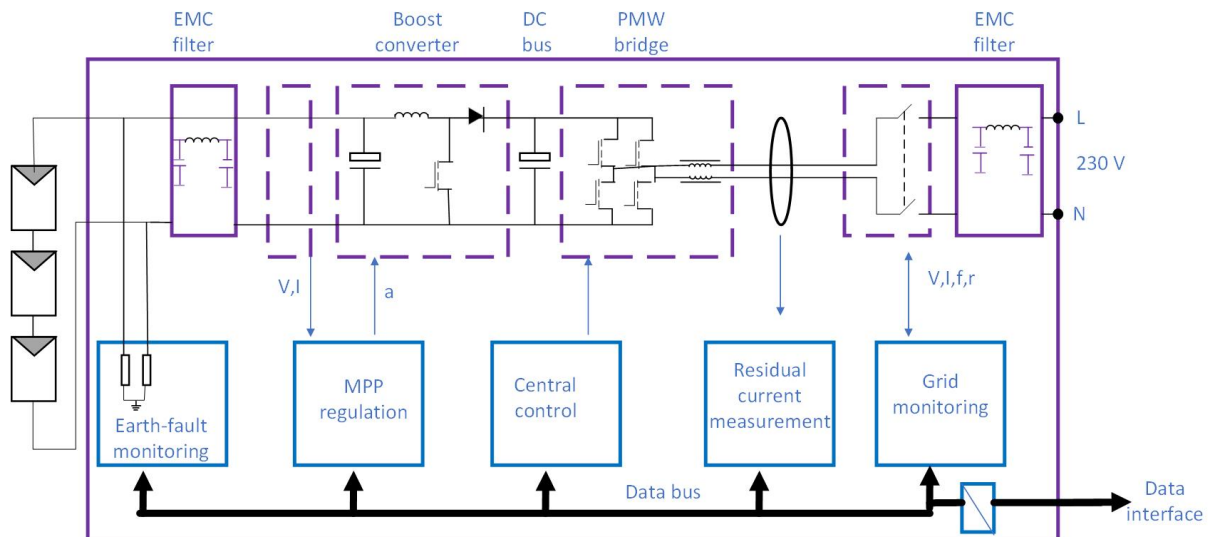 EMC
filter
Boost
converter
DC
bus
PMW
bridge
EMC
filter
L
230 V
N
V,I
a
V,I,f,r
Earth-fault
monitoring
MPP
regulation
Central
control
Residual
current
measurement
Grid
monitoring
Data bus
Data
interface